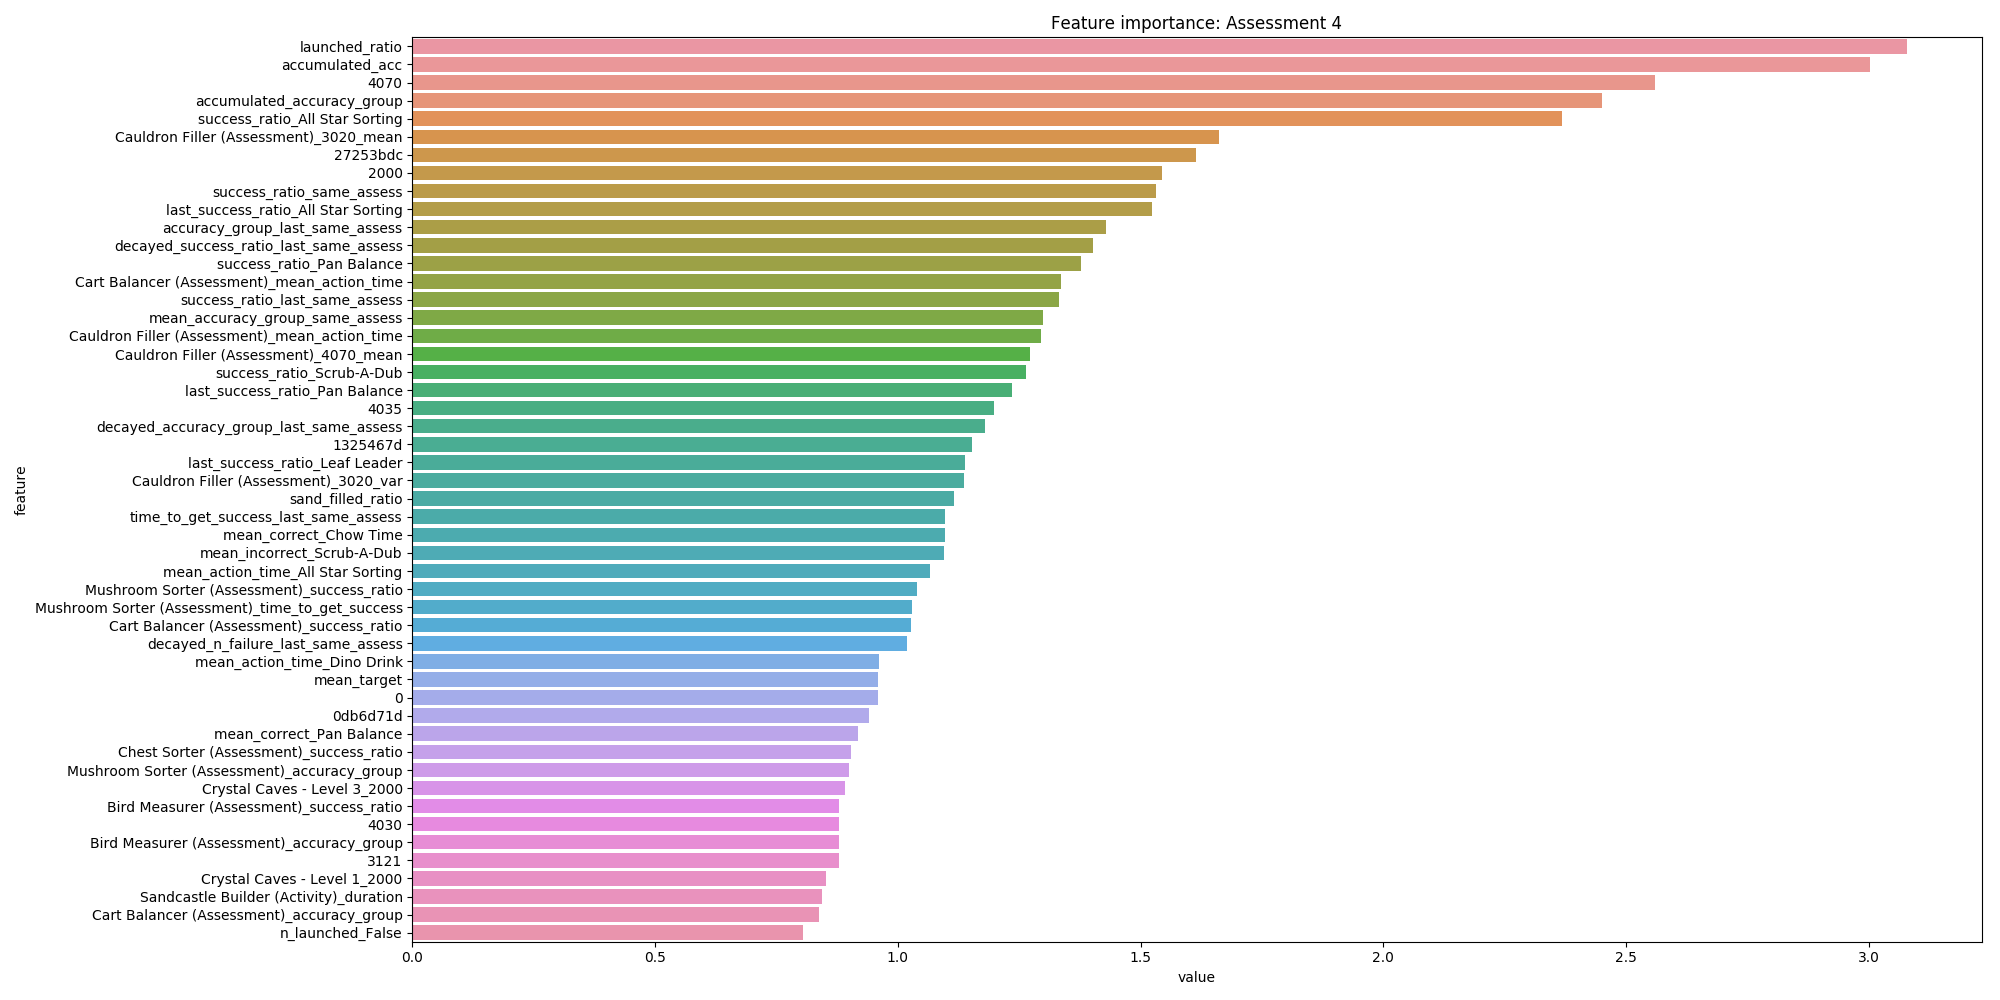 Feature importance: Assessment 4
launched_ratio
accumulated_acc
4070
accumulated_accuracy_group
success_ratio_All Star Sorting
Cauldron Filler (Assessment)_3020_mean
27253bdc
2000
success_ratio_same_assess
last_success_ratio_All Star Sorting
accuracy_group_last_same_assess
decayed_success_ratio_last_same_assess
success_ratio_Pan Balance
Cart Balancer (Assessment)_mean_action_time
success_ratio_last_same_assess
mean_accuracy_group_same_assess
Cauldron Filler (Assessment)_mean_action_time
Cauldron Filler (Assessment)_4070_mean
success_ratio_Scrub-A-Dub
last_success_ratio_Pan Balance
4035
decayed_accuracy_group_last_same_assess
1325467d
last_success_ratio_Leaf Leader
Cauldron Filler (Assessment)_3020_var
sand_filled_ratio
time_to_get_success_last_same_assess
mean_correct_Chow Time
mean_incorrect_Scrub-A-Dub
mean_action_time_All Star Sorting
Mushroom Sorter (Assessment)_success_ratio
Mushroom Sorter (Assessment)_time_to_get_success
Cart Balancer (Assessment)_success_ratio
decayed_n_failure_last_same_assess
mean_action_time_Dino Drink
mean_target
0
0db6d71d
mean_correct_Pan Balance
Chest Sorter (Assessment)_success_ratio
Mushroom Sorter (Assessment)_accuracy_group
Crystal Caves - Level 3_2000
Bird Measurer (Assessment)_success_ratio
4030
Bird Measurer (Assessment)_accuracy_group
3121
Crystal Caves - Level 1_2000
Sandcastle Builder (Activity)_duration
Cart Balancer (Assessment)_accuracy_group
n_launched_False
feature
0.0 0.5 1.0 1.5 2.0 2.5 3.0
value